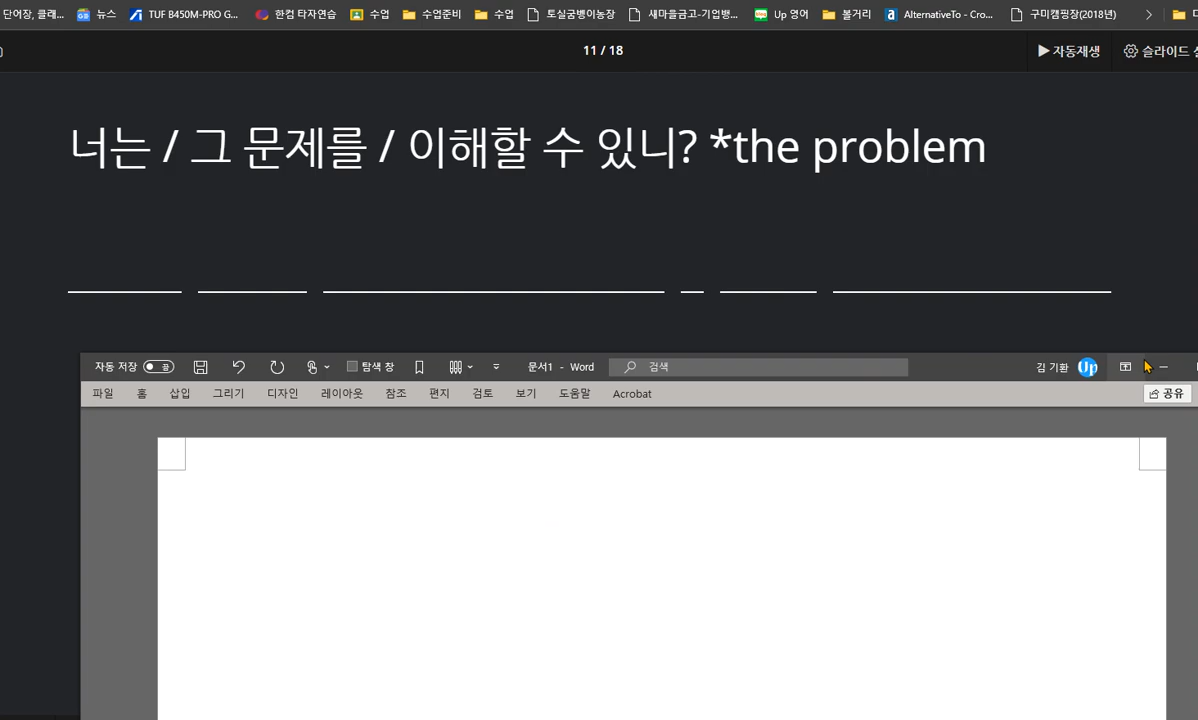 단어장, 클래... 뉴스 TUF B450M-PRO G... 한컴 타자연습 수업 수업준비 수업 토실굼벵이농장 새마을금고-기업뱅... Up 영어 볼거리 AlternativeTo - Cro... 구미캠핑장(2018년)
11 / 18 자동재생 슬라이드
너는 / 그 문제를 / 이해할 수 있니? *the problem
자동 저장 끔 탐색 창 문서1 - Word 검색 김 기환 Up
파일 홈 삽입 그리기 디자인 레이아웃 참조 편지 검토 보기 도움말 Acrobat 공유